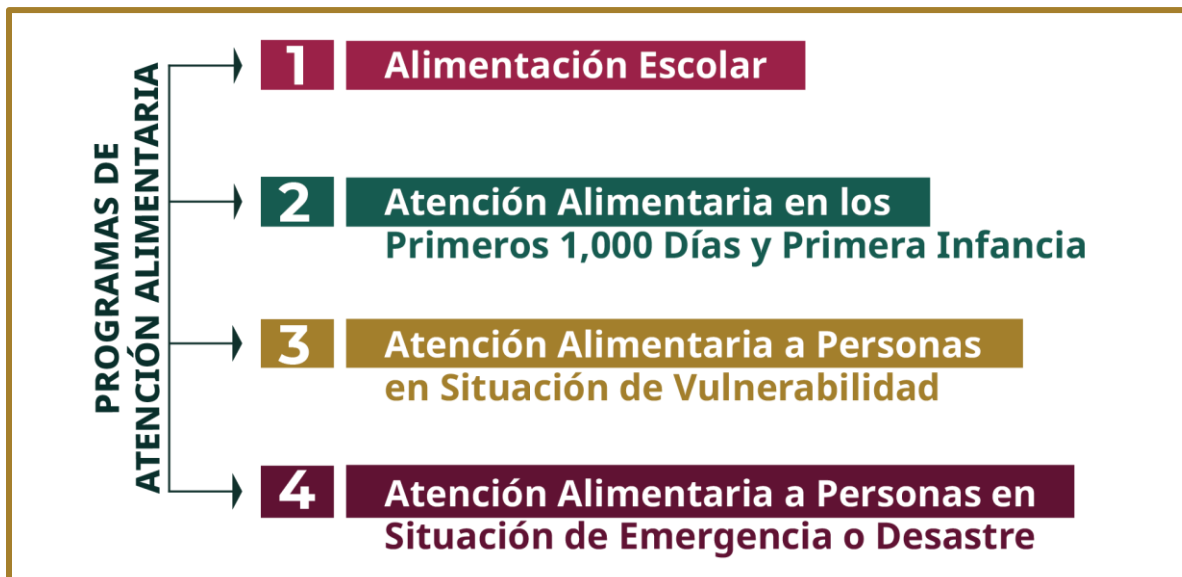 PROGRAMAS DE
ATENCIÓN ALIMENTARIA
1
Alimentación Escolar
2
Atención Alimentaria en los
Primeros 1,000 Días y Primera Infancia
3
Atención Alimentaria a Personas
en Situación de Vulnerabilidad
4
Atención Alimentaria a Personas en
Situación de Emergencia o Desastre